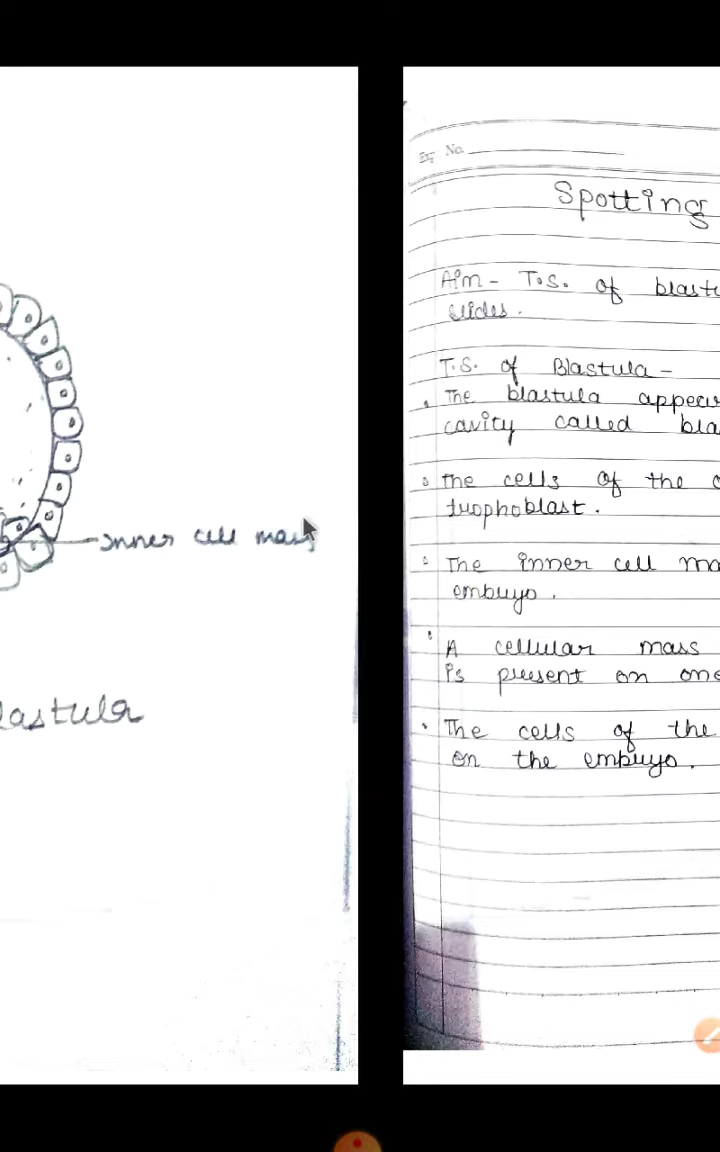 inner cell mass
lastula
Exp. No.
Spotting
Aim - T.S. of blastu
slides.
T.S. of Blastula -
The blastula appear
cavity called bla
The cells of the
trophoblast.
The inner cell ma
embryo.
A cellular mass
is present on one
The cells of the
on the embryo.